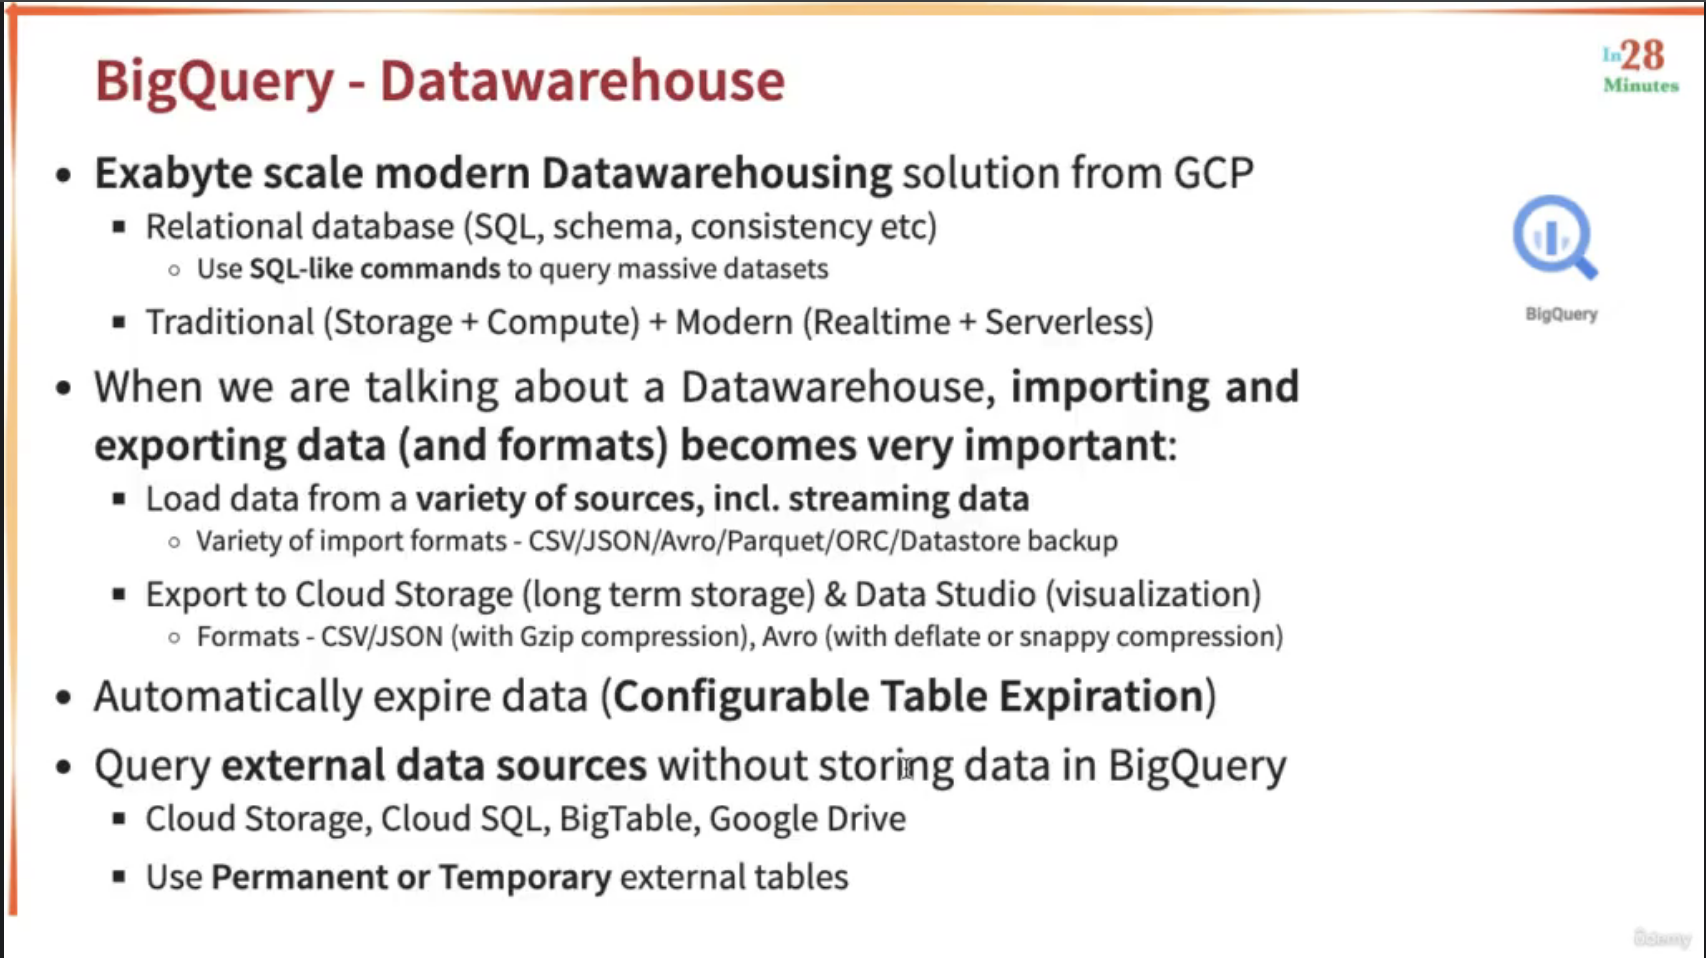 BigQuery - Datawarehouse
In28
Minutes
• Exabyte scale modern Datawarehousing solution from GCP
▪ Relational database (SQL, schema, consistency etc)
○ Use SQL-like commands to query massive datasets
▪ Traditional (Storage + Compute) + Modern (Realtime + Serverless)
BigQuery
• When we are talking about a Datawarehouse, importing and
exporting data (and formats) becomes very important:
▪ Load data from a variety of sources, incl. streaming data
○ Variety of import formats - CSV/JSON/Avro/Parquet/ORC/Datastore backup
▪ Export to Cloud Storage (long term storage) & Data Studio (visualization)
○ Formats - CSV/JSON (with Gzip compression), Avro (with deflate or snappy compression)
• Automatically expire data (Configurable Table Expiration)
• Query external data sources without storing data in BigQuery
▪ Cloud Storage, Cloud SQL, BigTable, Google Drive
▪ Use Permanent or Temporary external tables
ûdemy